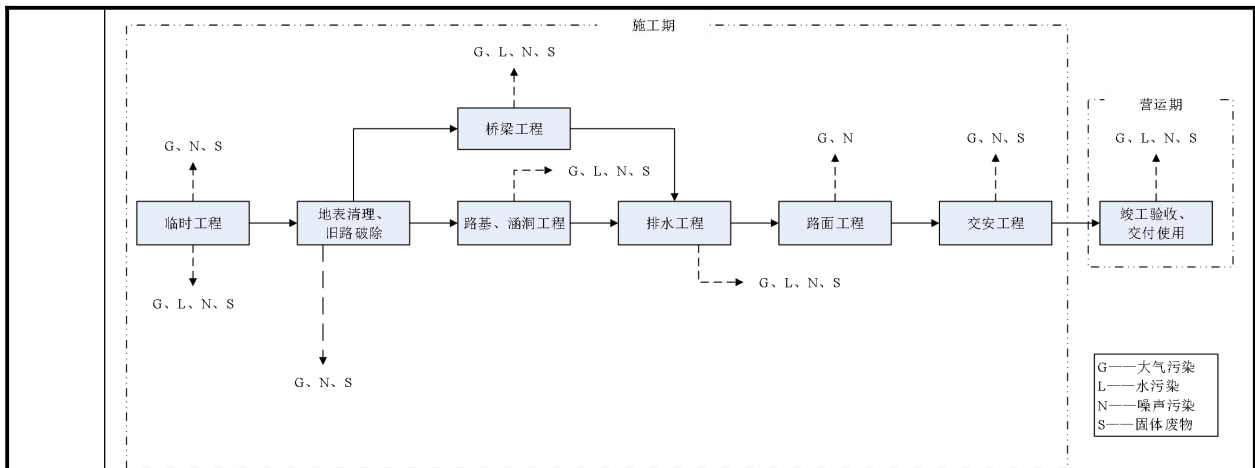 施工期
G、L、N、S
桥梁工程
营运期
G、N、S
G、N
G、N、S
G、L、N、S
G、L、N、S
临时工程
地表清理、
旧路破除
路基、涵洞工程
排水工程
路面工程
交安工程
竣工验收、
交付使用
G、L、N、S
G、L、N、S
G、N、S
G——大气污染
L——水污染
N——噪声污染
S——固体废物